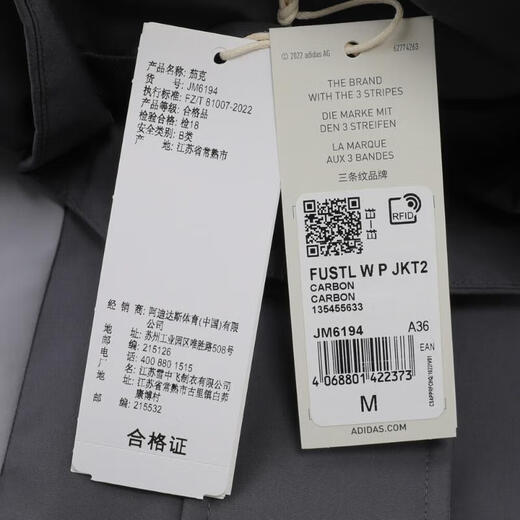 产品名称: 茄克
货 号: JM6194
执行标准: FZ/T 81007-2022
产品等级: 合格品
检验合格: 检18
安全类别: B类
产 地: 江苏省常熟市
经 销 商: 阿迪达斯体育(中国)有限
公司
地 址: 苏州工业园区唯胜路508号
邮 编: 215126
电 话: 400 880 1515
厂 名: 江苏雪中飞制衣有限公司
厂 址: 江苏省常熟市古里镇白茆
康博村
邮 编: 215532
合格证
© 2022 adidas AG
62774263
THE BRAND
WITH THE 3 STRIPES
DIE MARKE MIT
DEN 3 STREIFEN
LA MARQUE
AUX 3 BANDES
三条纹品牌
RFID
FUSTL W P JKT2
CARBON
CARBON
135455633
JM6194 A36
EAN
4 068801 422373
M
ADIDAS.COM